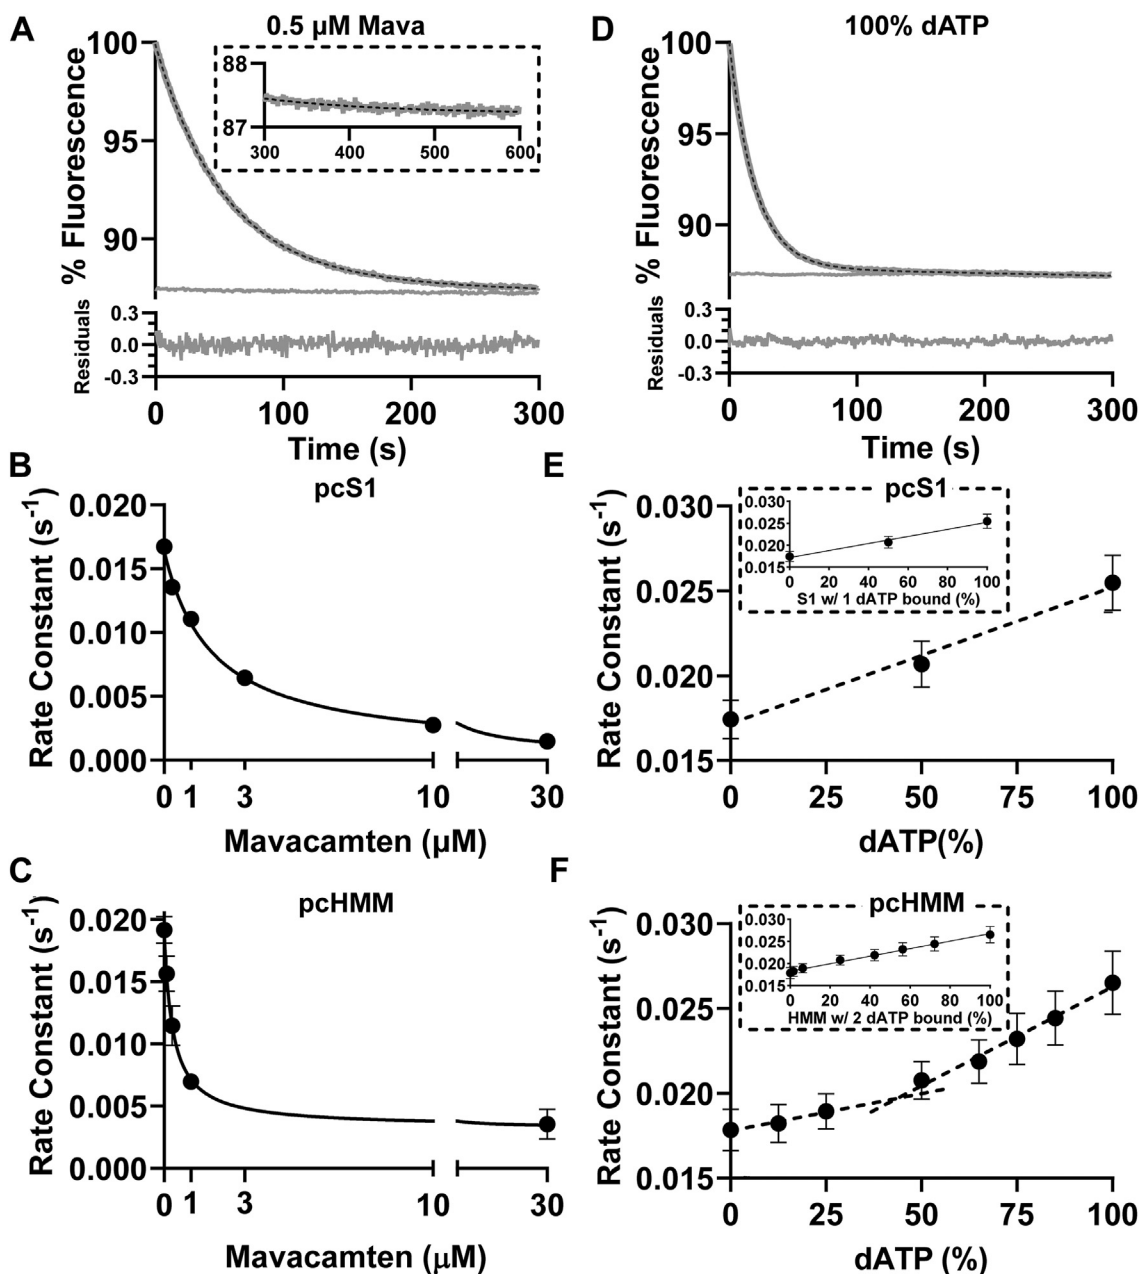 A
0.5 µM Mava
% Fluorescence
100
95
90
88
87
300 400 500 600
Residuals
0.3
0.0
-0.3
0 100 200 300
Time (s)
D
100% dATP
% Fluorescence
100
95
90
Residuals
0.3
0.0
-0.3
0 100 200 300
Time (s)
B
pcS1
Rate Constant (s-1)
0.020
0.015
0.010
0.005
0.000
0 1 3 10 30
Mavacamten (µM)
E
pcS1
Rate Constant (s-1)
0.030
0.025
0.020
0.015
0.030
0.025
0.020
0.015
0 20 40 60 80 100
S1 w/ 1 dATP bound (%)
0 25 50 75 100
dATP(%)
C
pcHMM
Rate Constant (s-1)
0.020
0.015
0.010
0.005
0.000
0 1 3 10 30
Mavacamten (μM)
F
pcHMM
Rate Constant (s-1)
0.030
0.025
0.020
0.015
0.030
0.025
0.020
0.015
0 20 40 60 80 100
HMM w/ 2 dATP bound (%)
0 25 50 75 100
dATP (%)